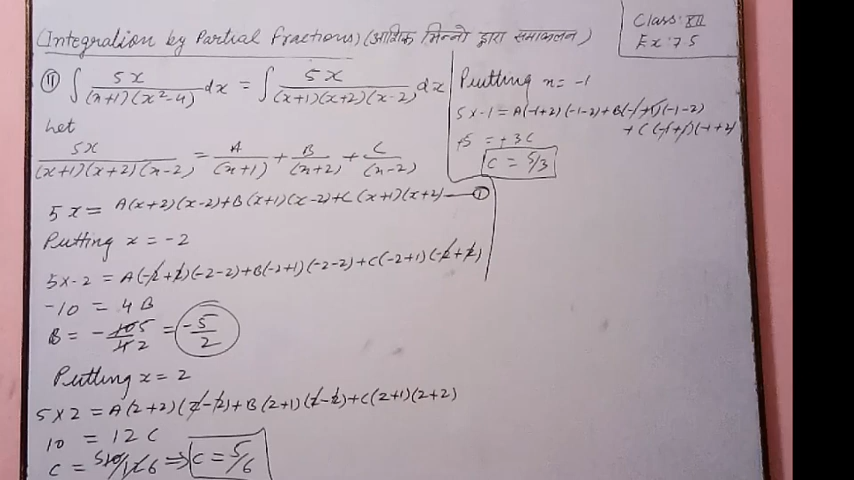 (Integration by Partial fractions) (आंशिक भिन्नो द्वारा समाकलन)
Class: XII
Ex: 7.5
(11) ∫ 5x/((x+1)(x²-4)) dx = ∫ 5x/((x+1)(x+2)(x-2)) dx
Let
5x/((x+1)(x+2)(x-2)) = A/(x+1) + B/(x+2) + C/(x-2)
5x = A(x+2)(x-2)+B(x+1)(x-2)+C(x+1)(x+2) — (1)
Putting x = -2
5x-2 = A(-2+2)(-2-2)+B(-2+1)(-2-2)+C(-2+1)(-2+2)
-10 = 4B
B = -10 5/4 2 = -5/2
Putting x = 2
5×2 = A(2+2)(2-2)+B(2+1)(2-2)+C(2+1)(2+2)
10 = 12C
C = 5 10/12 6 ⇒ C = 5/6
Putting x = -1
5x-1 = A(-1+2)(-1-2)+B(-1+1)(-1-2)
+C(-1+1)(-1+2)
+5 = +3C
C = 5/3